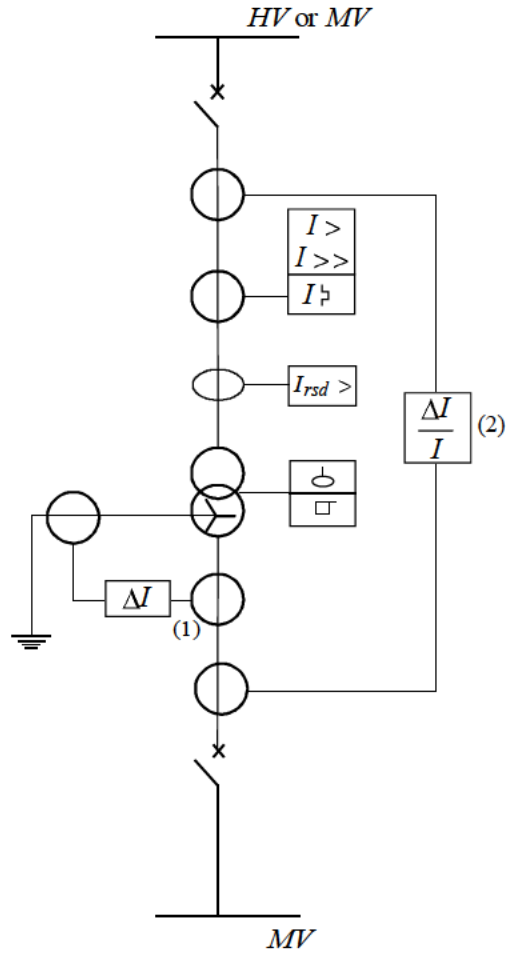 HV or MV
I >
I >>
I
I_rsd >
ΔI
I
(2)
ΔI
(1)
MV